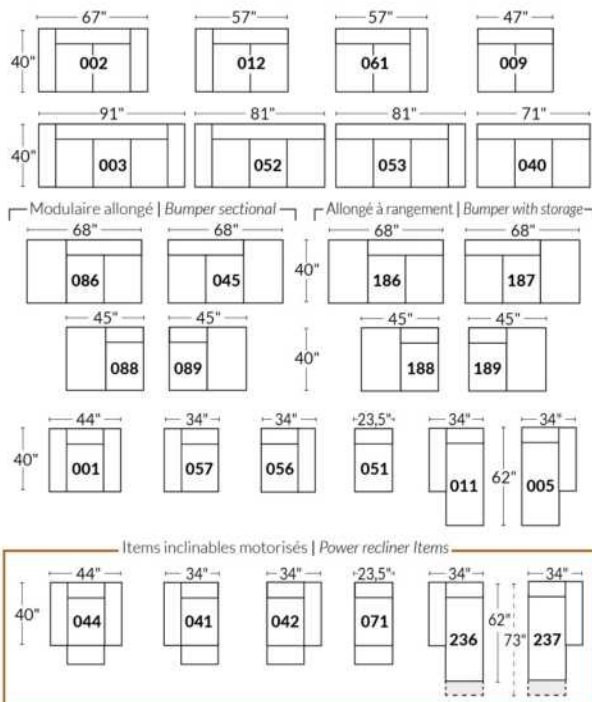 67" 57" 57" 47"
40" 002 012 061 009
91" 81" 81" 71"
40" 003 052 053 040
Modulaire allongé | Bumper sectional Allongé à rangement | Bumper with storage
68" 68" 68" 68"
086 045 40" 186 187
45" 45" 45" 45"
088 089 40" 188 189
44" 34" 34" 23,5" 34" 34"
40" 001 057 056 051 011 62" 005
Items inclinables motorisés | Power recliner Items
44" 34" 34" 23,5" 34" 34"
40" 044 041 042 071 236 62" 73" 237